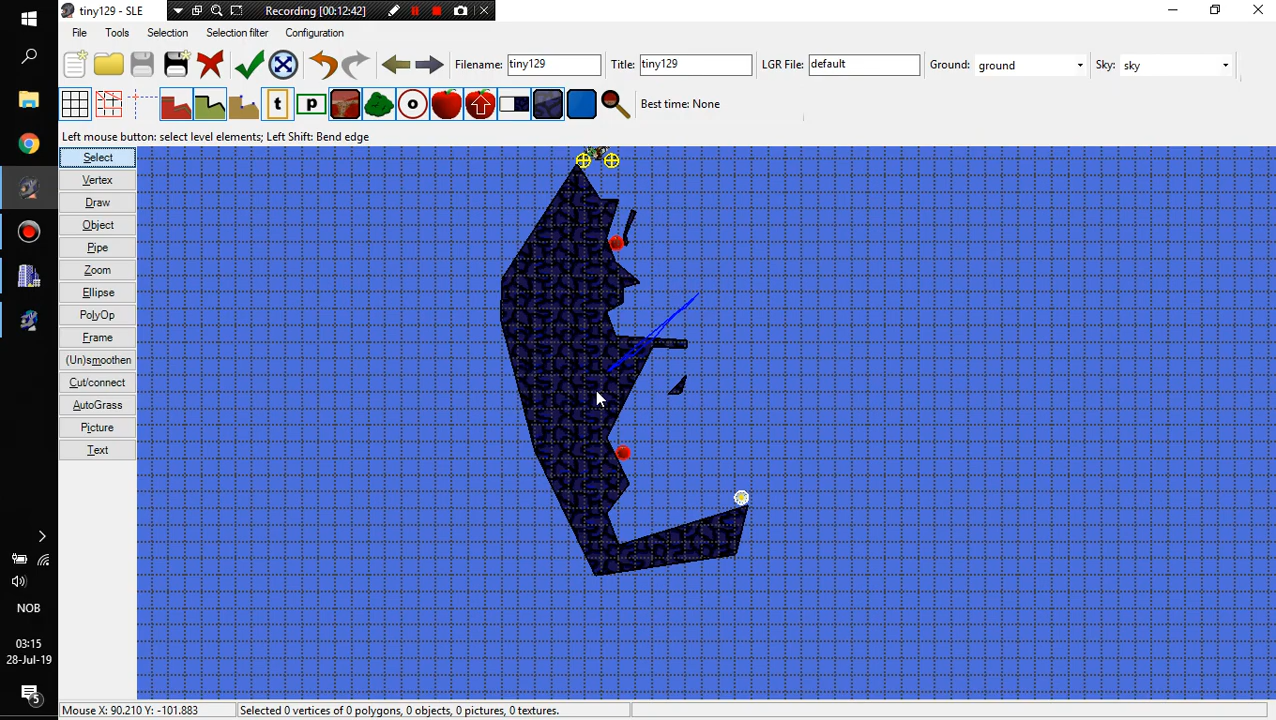 tiny129 - SLE
Recording [00:12:42]
File Tools Selection Selection filter Configuration
Filename: tiny129 Title: tiny129 LGR File: default Ground: ground Sky: sky
t p o Best time: None
Left mouse button: select level elements; Left Shift: Bend edge
Select
Vertex
Draw
Object
Pipe
Zoom
Ellipse
PolyOp
Frame
(Un)smoothen
Cut/connect
AutoGrass
Picture
Text
NOB
03:15
28-Jul-19
5
Mouse X: 90.210 Y: -101.883 Selected 0 vertices of 0 polygons, 0 objects, 0 pictures, 0 textures.